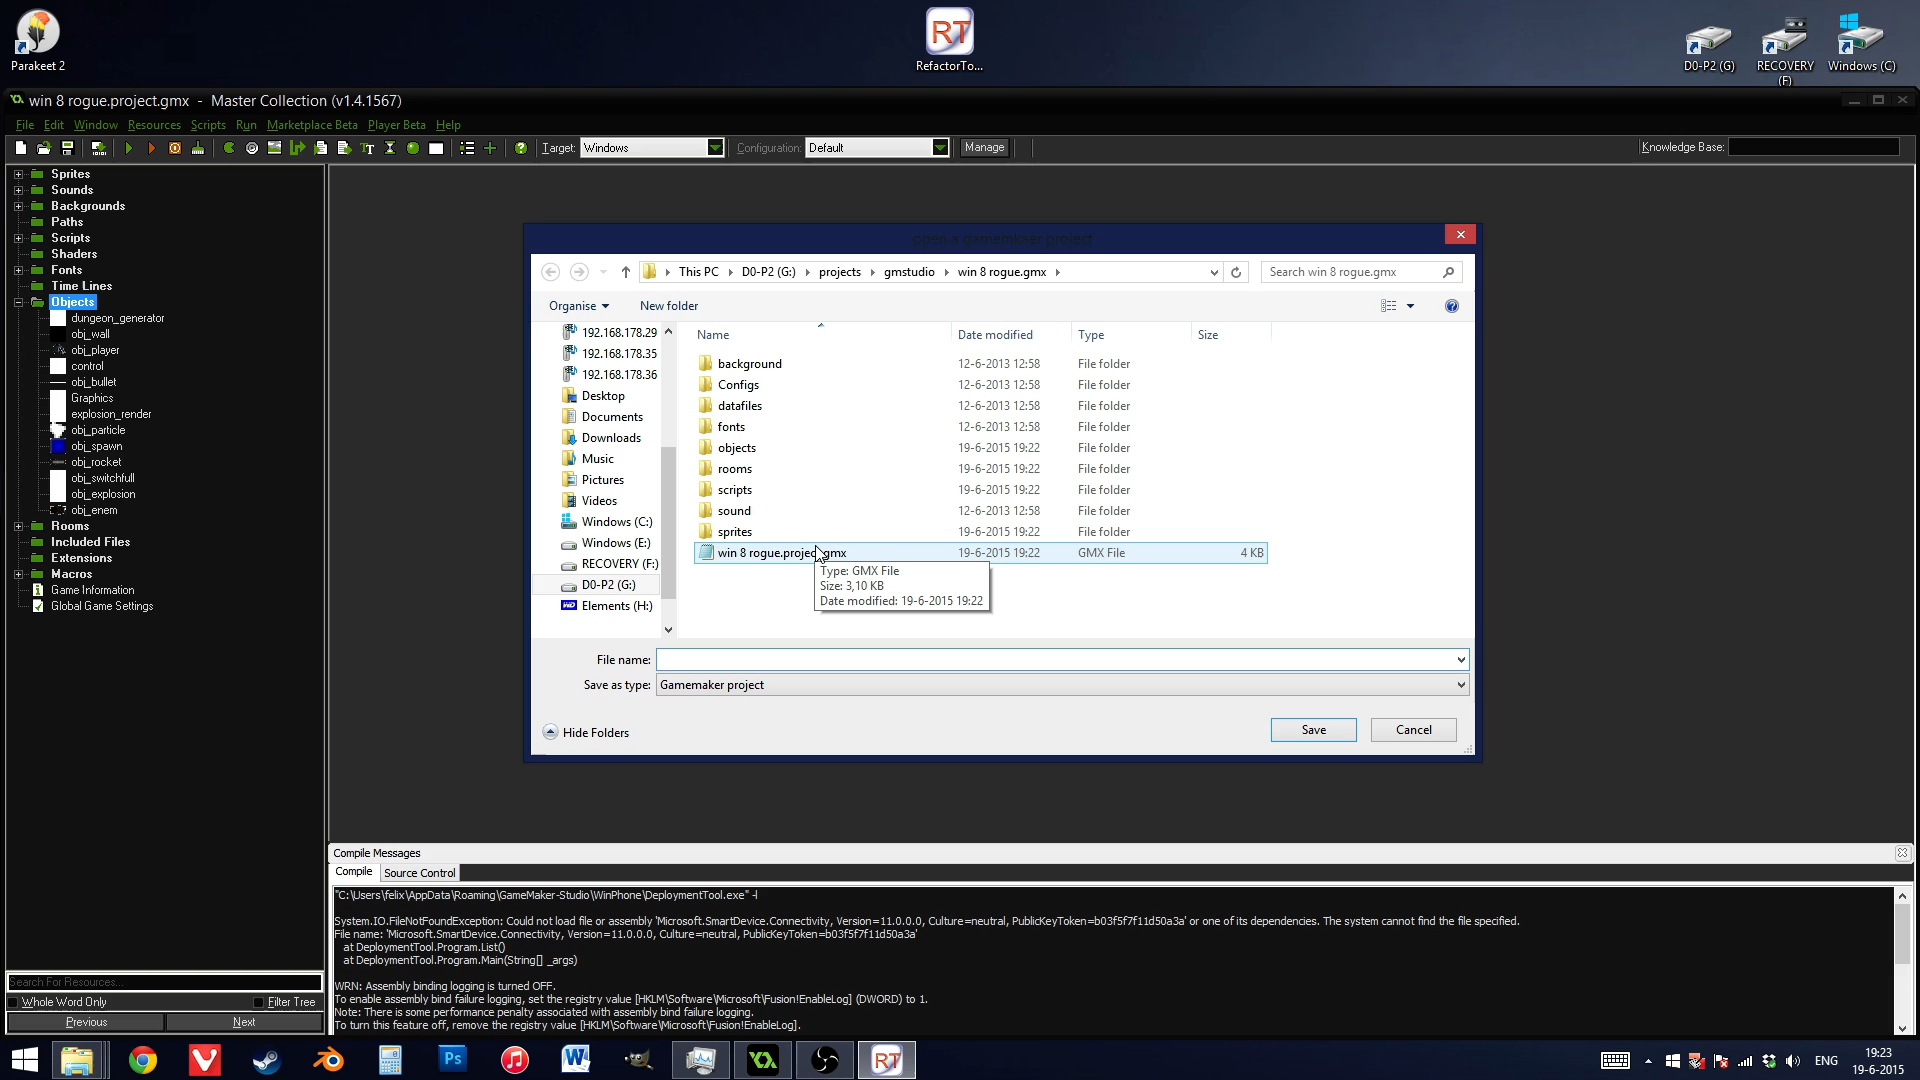 Parakeet 2
RefactorTo...
D0-P2 (G)
RECOVERY (F)
Windows (C)
win 8 rogue.project.gmx - Master Collection (v1.4.1567)
File Edit Window Resources Scripts Run Marketplace Beta Player Beta Help
Target: Windows Configuration: Default Manage Knowledge Base:
Sprites
Sounds
Backgrounds
Paths
Scripts
Shaders
Fonts
Time Lines
Objects
dungeon_generator
obj_wall
obj_player
control
obj_bullet
Graphics
explosion_render
obj_particle
obj_spawn
obj_rocket
obj_switchfull
obj_explosion
obj_enem
Rooms
Included Files
Extensions
Macros
Game Information
Global Game Settings
Search For Resources...
Whole Word Only Filter Tree
Previous Next
open a gamemkaer project
This PC D0-P2 (G:) projects gmstudio win 8 rogue.gmx Search win 8 rogue.gmx
Organise New folder
192.168.178.29
192.168.178.35
192.168.178.36
Desktop
Documents
Downloads
Music
Pictures
Videos
Windows (C:)
Windows (E:)
RECOVERY (F:)
D0-P2 (G:)
Elements (H:)
Name Date modified Type Size
background 12-6-2013 12:58 File folder
Configs 12-6-2013 12:58 File folder
datafiles 12-6-2013 12:58 File folder
fonts 12-6-2013 12:58 File folder
objects 19-6-2015 19:22 File folder
rooms 19-6-2015 19:22 File folder
scripts 19-6-2015 19:22 File folder
sound 12-6-2013 12:58 File folder
sprites 19-6-2015 19:22 File folder
win 8 rogue.project.gmx 19-6-2015 19:22 GMX File 4 KB
Type: GMX File
Size: 3,10 KB
Date modified: 19-6-2015 19:22
File name:
Save as type: Gamemaker project
Hide Folders Save Cancel
Compile Messages
Compile Source Control
"C:\Users\felix\AppData\Roaming\GameMaker-Studio\WinPhone\DeploymentTool.exe" -l
System.IO.FileNotFoundException: Could not load file or assembly 'Microsoft.SmartDevice.Connectivity, Version=11.0.0.0, Culture=neutral, PublicKeyToken=b03f5f7f11d50a3a' or one of its dependencies. The system cannot find the file specified.
File name: 'Microsoft.SmartDevice.Connectivity, Version=11.0.0.0, Culture=neutral, PublicKeyToken=b03f5f7f11d50a3a'
at DeploymentTool.Program.List()
at DeploymentTool.Program.Main(String[] _args)
WRN: Assembly binding logging is turned OFF.
To enable assembly bind failure logging, set the registry value [HKLM\Software\Microsoft\Fusion!EnableLog] (DWORD) to 1.
Note: There is some performance penalty associated with assembly bind failure logging.
To turn this feature off, remove the registry value [HKLM\Software\Microsoft\Fusion!EnableLog].
Ps
RT
ENG
19:23
19-6-2015